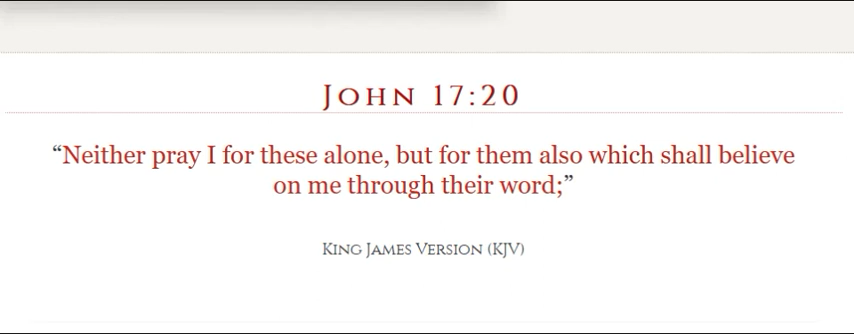 John 17:20
“Neither pray I for these alone, but for them also which shall believe
on me through their word;”
King James Version (KJV)